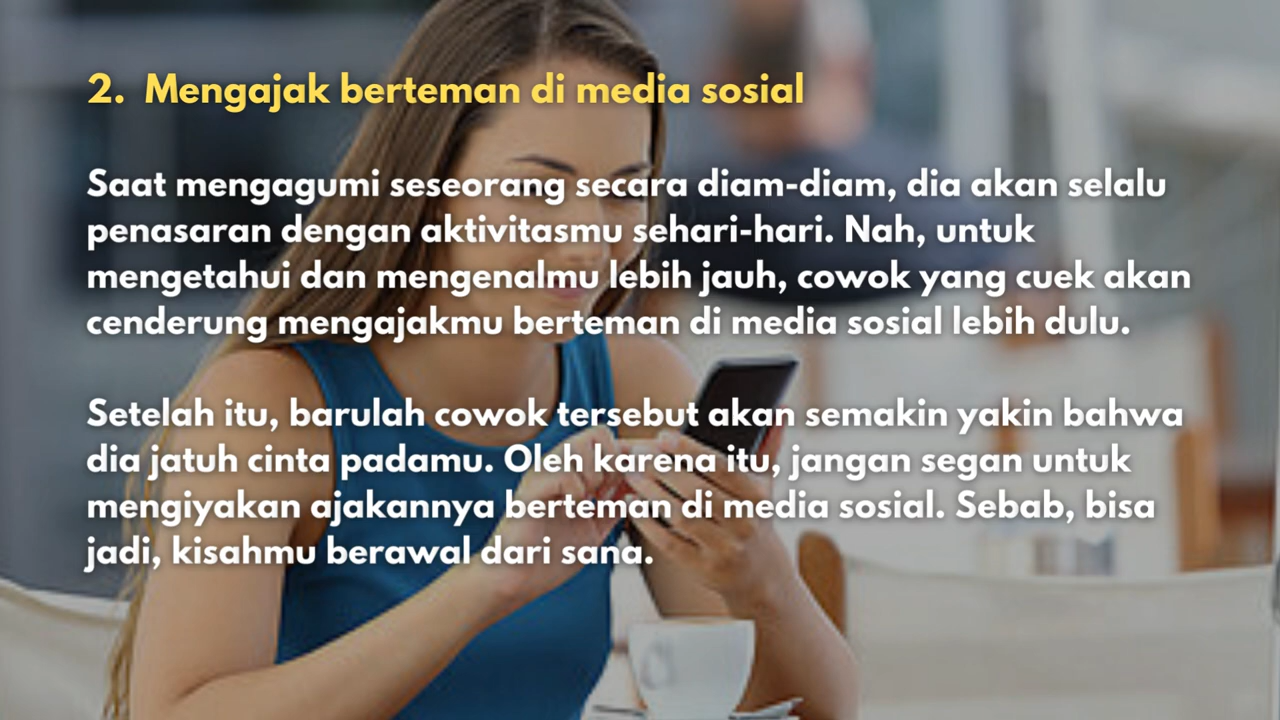 2. Mengajak berteman di media sosial
Saat mengagumi seseorang secara diam-diam, dia akan selalu
penasaran dengan aktivitasmu sehari-hari. Nah, untuk
mengetahui dan mengenalmu lebih jauh, cowok yang cuek akan
cenderung mengajakmu berteman di media sosial lebih dulu.
Setelah itu, barulah cowok tersebut akan semakin yakin bahwa
dia jatuh cinta padamu. Oleh karena itu, jangan segan untuk
mengiyakan ajakannya berteman di media sosial. Sebab, bisa
jadi, kisahmu berawal dari sana.